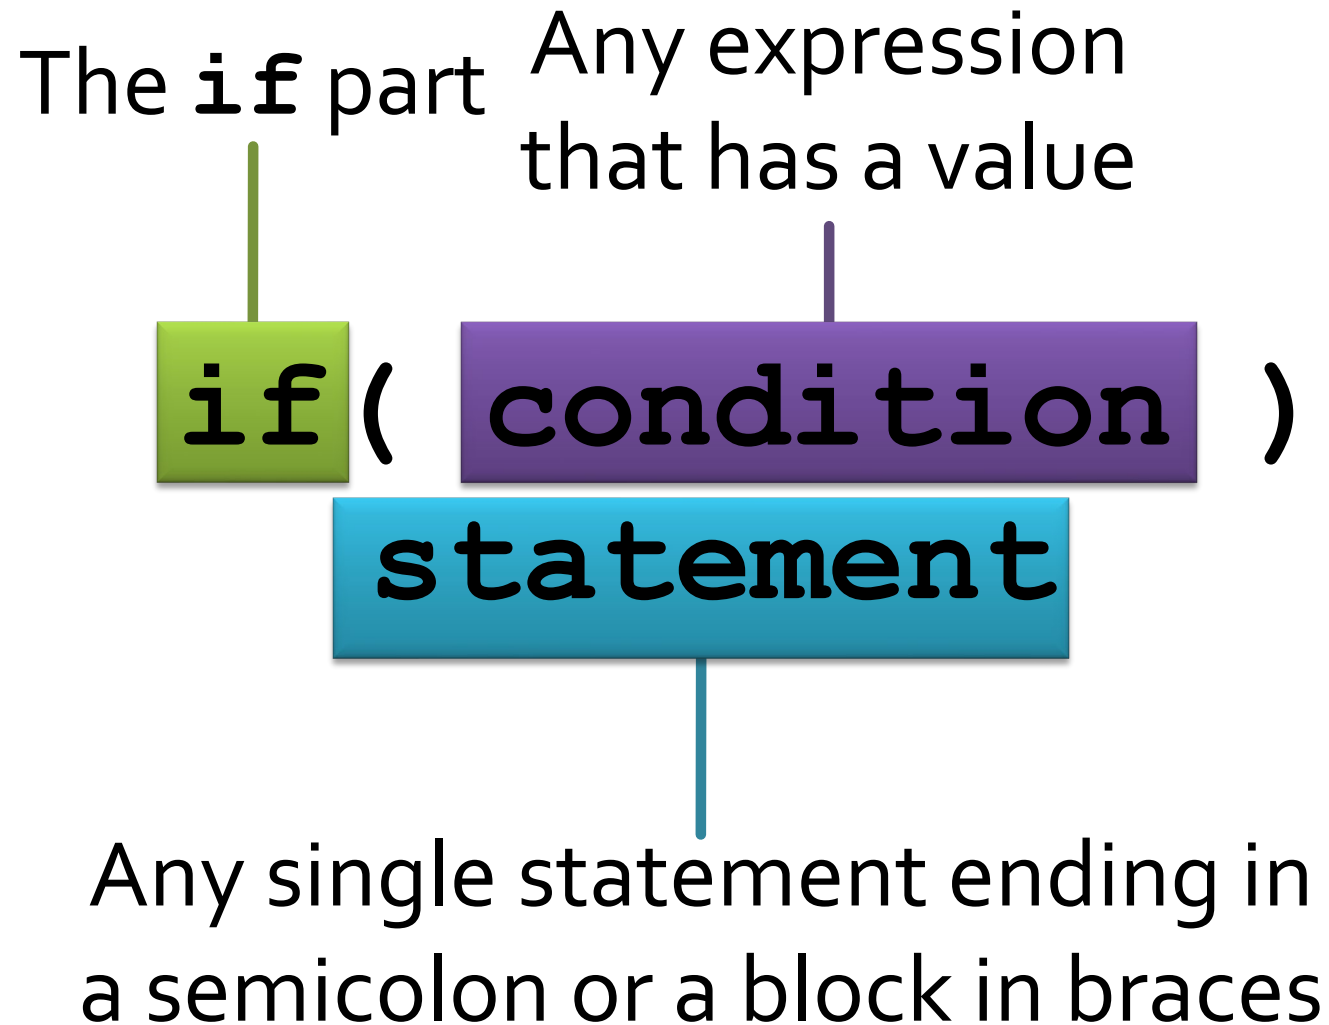 The if part
Any expression
that has a value
if( condition )
statement
Any single statement ending in
a semicolon or a block in braces